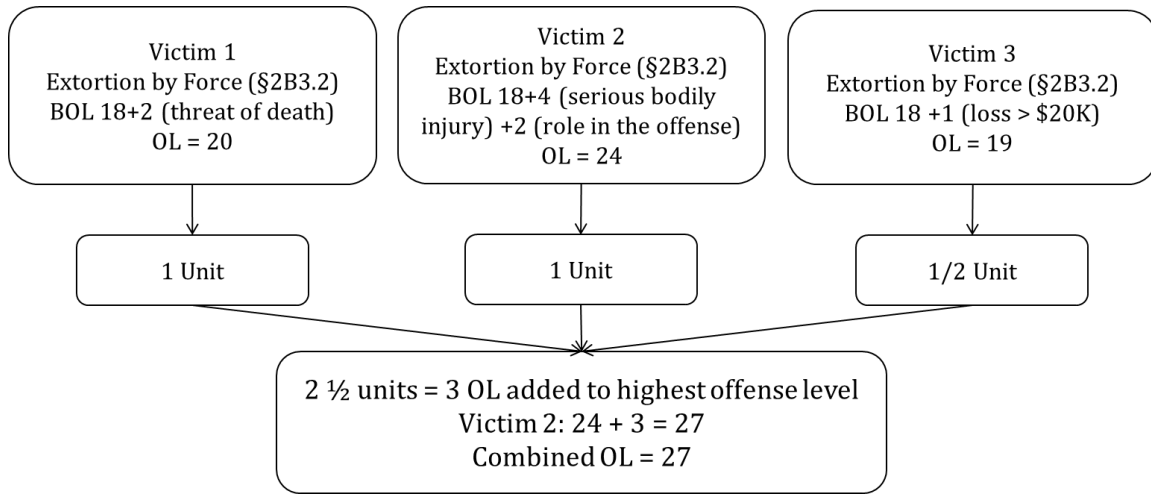 Victim 1
Extortion by Force (§2B3.2)
BOL 18+2 (threat of death)
OL = 20
Victim 2
Extortion by Force (§2B3.2)
BOL 18+4 (serious bodily
injury) +2 (role in the offense)
OL = 24
Victim 3
Extortion by Force (§2B3.2)
BOL 18 +1 (loss > $20K)
OL = 19
1 Unit
1 Unit
1/2 Unit
2 ½ units = 3 OL added to highest offense level
Victim 2: 24 + 3 = 27
Combined OL = 27